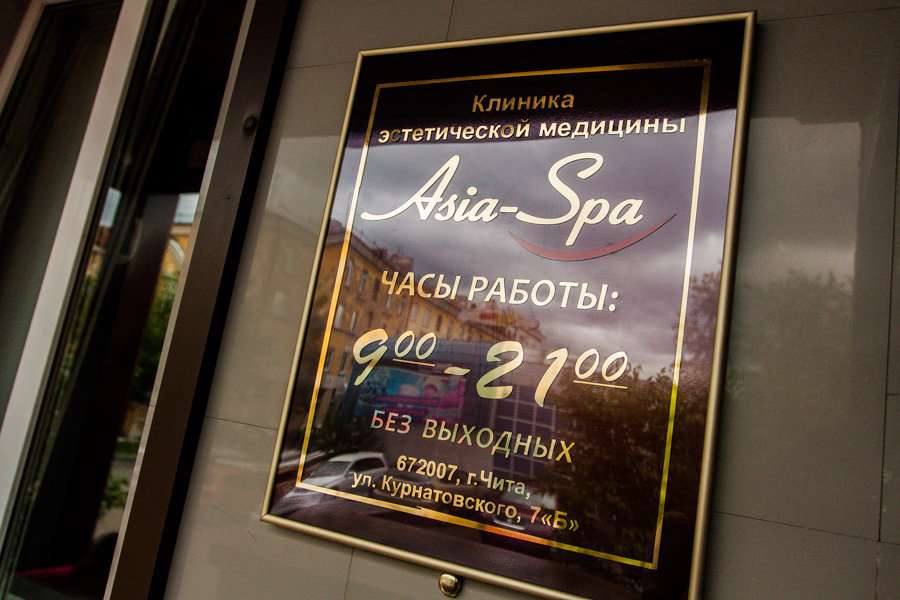 Клиника
эстетической медицины
Asia-Spa
ЧАСЫ РАБОТЫ:
9⁰⁰-21⁰⁰
БЕЗ ВЫХОДНЫХ
672007, г.Чита,
ул. Курнатовского, 7«Б»